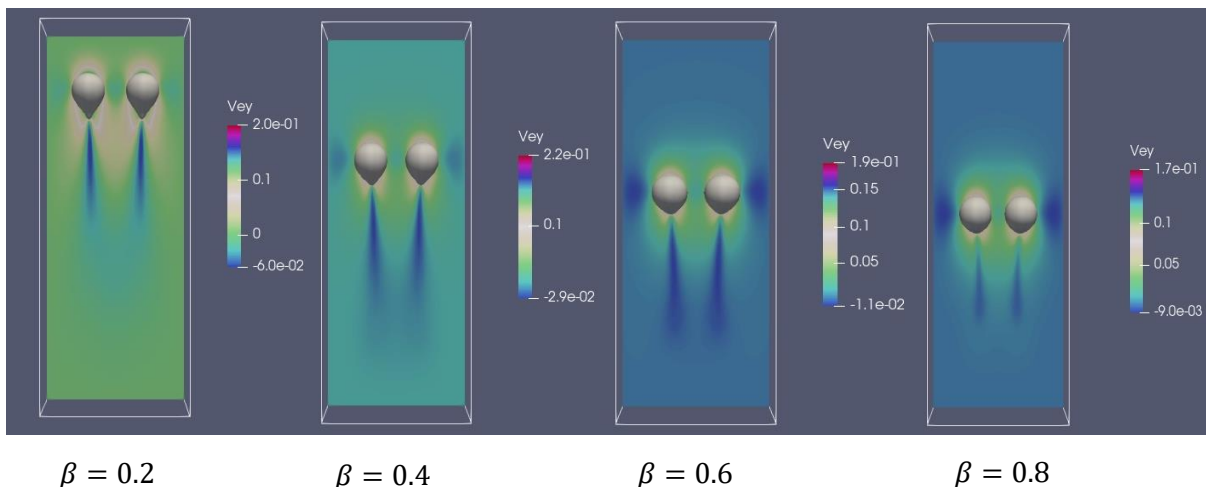 Vey
2.0e-01
0.1
0
-6.0e-02
Vey
2.2e-01
0.1
-2.9e-02
Vey
1.9e-01
0.15
0.1
0.05
-1.1e-02
Vey
1.7e-01
0.1
0.05
-9.0e-03
β = 0.2
β = 0.4
β = 0.6
β = 0.8